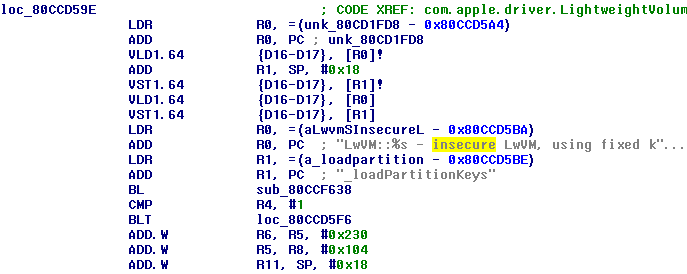 loc_80CCD59E ; CODE XREF: com.apple.driver.LightweightVolum
LDR R0, =(unk_80CD1FD8 - 0x80CCD5A4)
ADD R0, PC ; unk_80CD1FD8
VLD1.64 {D16-D17}, [R0]!
ADD R1, SP, #0x18
VST1.64 {D16-D17}, [R1]!
VLD1.64 {D16-D17}, [R0]
VST1.64 {D16-D17}, [R1]
LDR R0, =(aLwvmSInsecureL - 0x80CCD5BA)
ADD R0, PC ; "LwVM::%s - insecure LwVM, using fixed k"...
LDR R1, =(a_loadpartition - 0x80CCD5BE)
ADD R1, PC ; "_loadPartitionKeys"
BL sub_80CCF638
CMP R4, #1
BLT loc_80CCD5F6
ADD.W R6, R5, #0x230
ADD.W R5, R8, #0x104
ADD.W R11, SP, #0x18